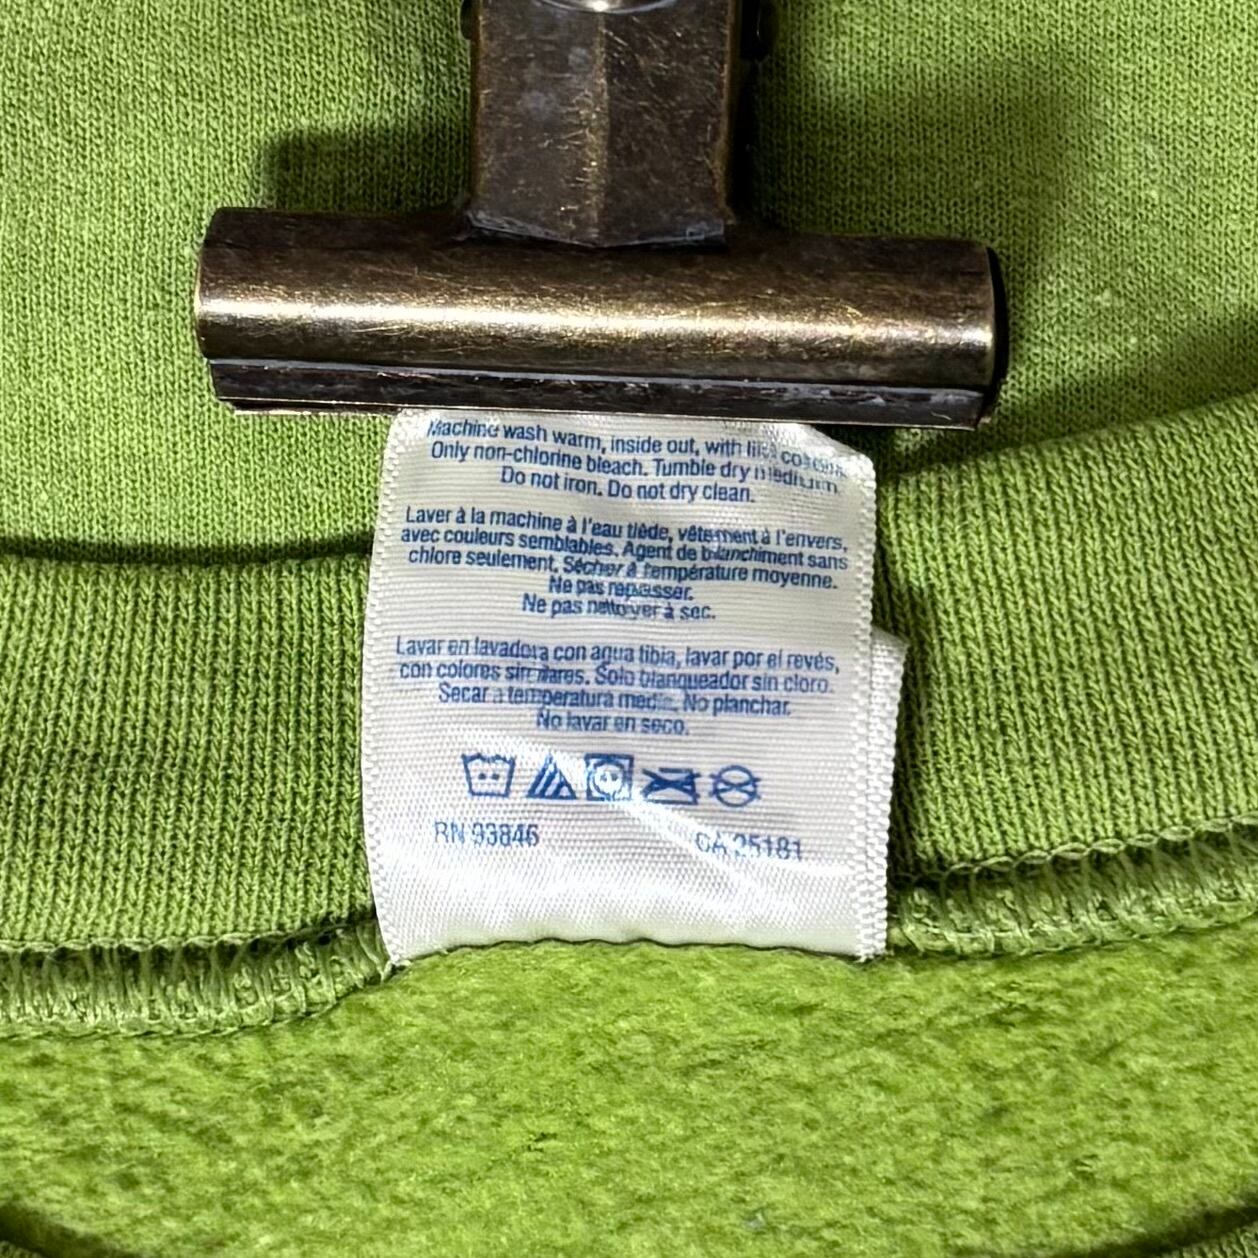 Machine wash warm, inside out, with like colors.
Only non-chlorine bleach. Tumble dry medium.
Do not iron. Do not dry clean.
Laver à la machine à l'eau tiède, vêtement à l'envers,
avec couleurs semblables. Agent de blanchiment sans
chlore seulement. Sécher à température moyenne.
Ne pas repasser.
Ne pas nettoyer à sec.
Lavar en lavadora con agua tibia, lavar por el revés,
con colores similares. Solo blanqueador sin cloro.
Secar a temperatura media. No planchar.
No lavar en seco.
RN 93846 CA 25181